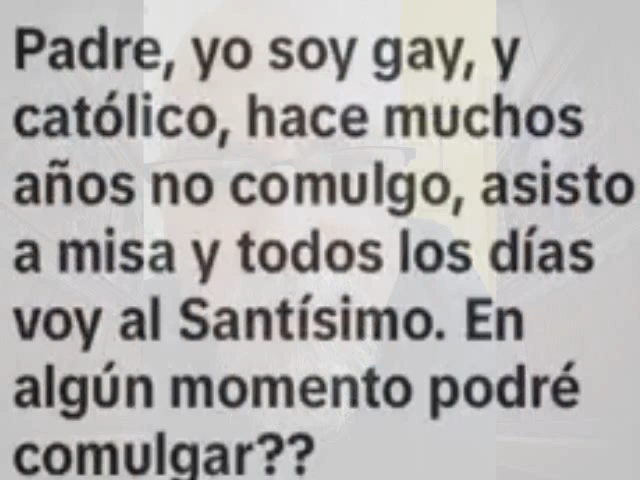 Padre, yo soy gay, y
católico, hace muchos
años no comulgo, asisto
a misa y todos los días
voy al Santísimo. En
algún momento podré
comulgar??